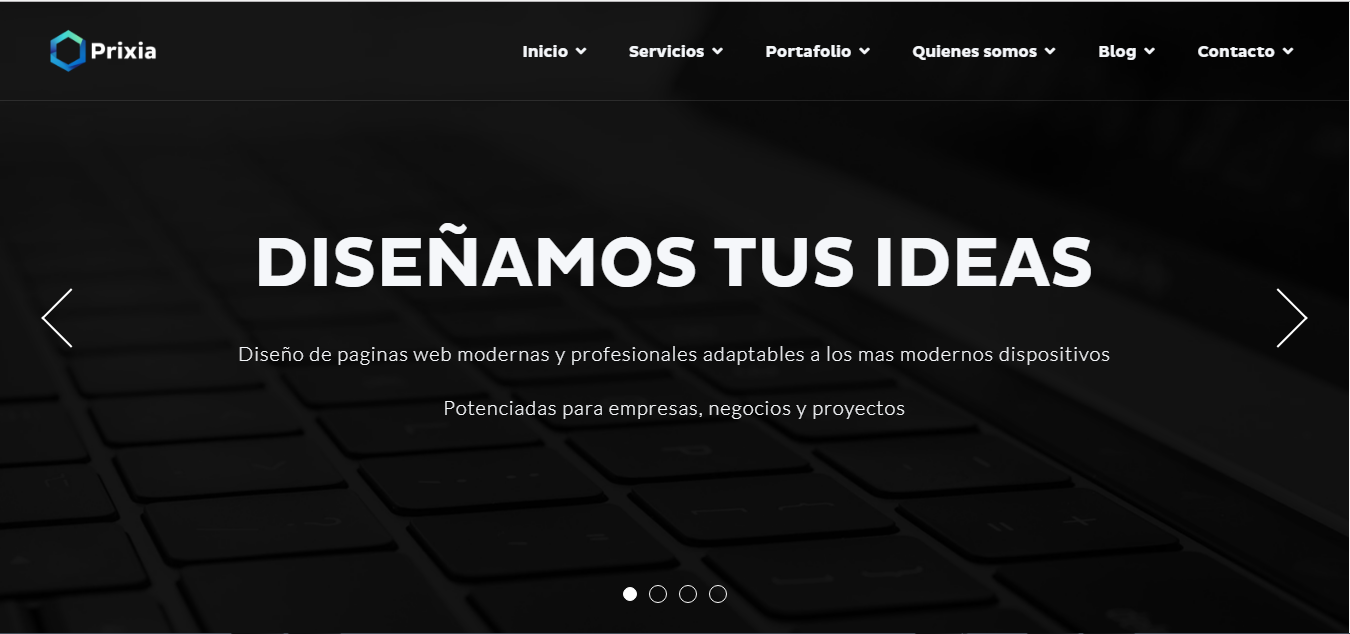 Prixia
Inicio Servicios Portafolio Quienes somos Blog Contacto
DISEÑAMOS TUS IDEAS
Diseño de paginas web modernas y profesionales adaptables a los mas modernos dispositivos
Potenciadas para empresas, negocios y proyectos